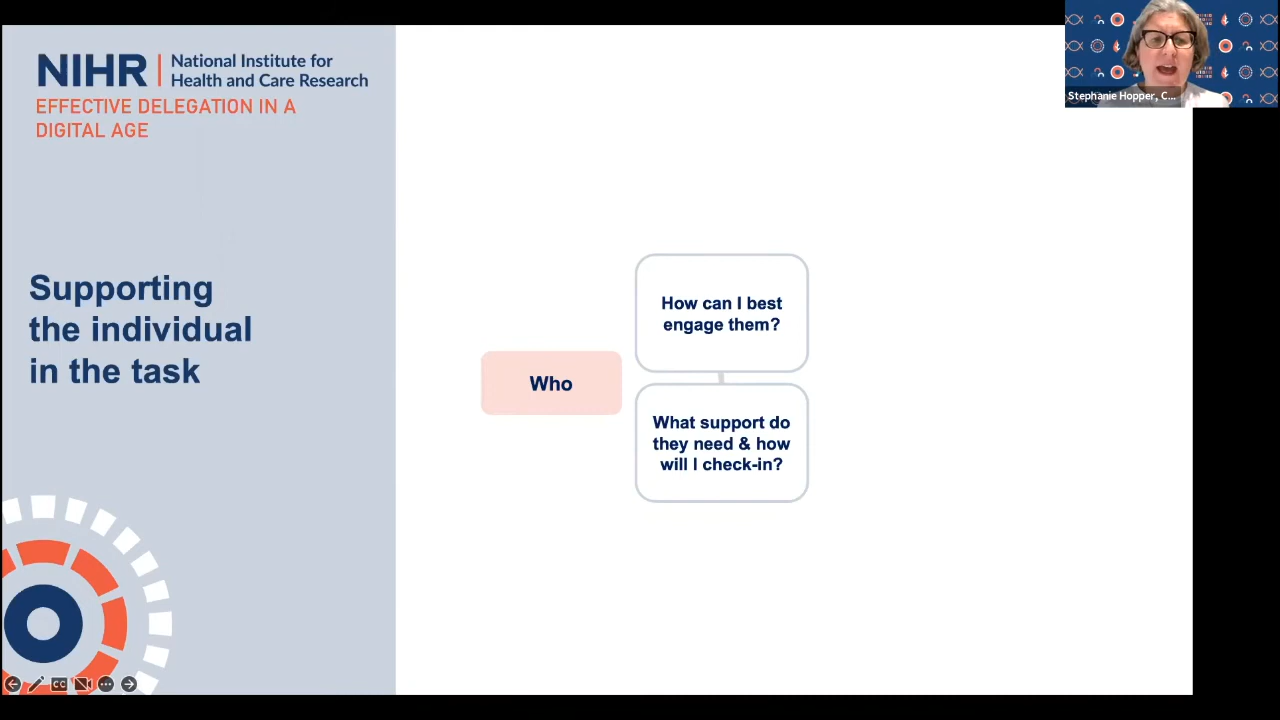 NIHR | National Institute for
Health and Care Research
EFFECTIVE DELEGATION IN A
DIGITAL AGE
Supporting
the individual
in the task
Who
How can I best
engage them?
What support do
they need & how
will I check-in?
Stephanie Hopper, C...
CC